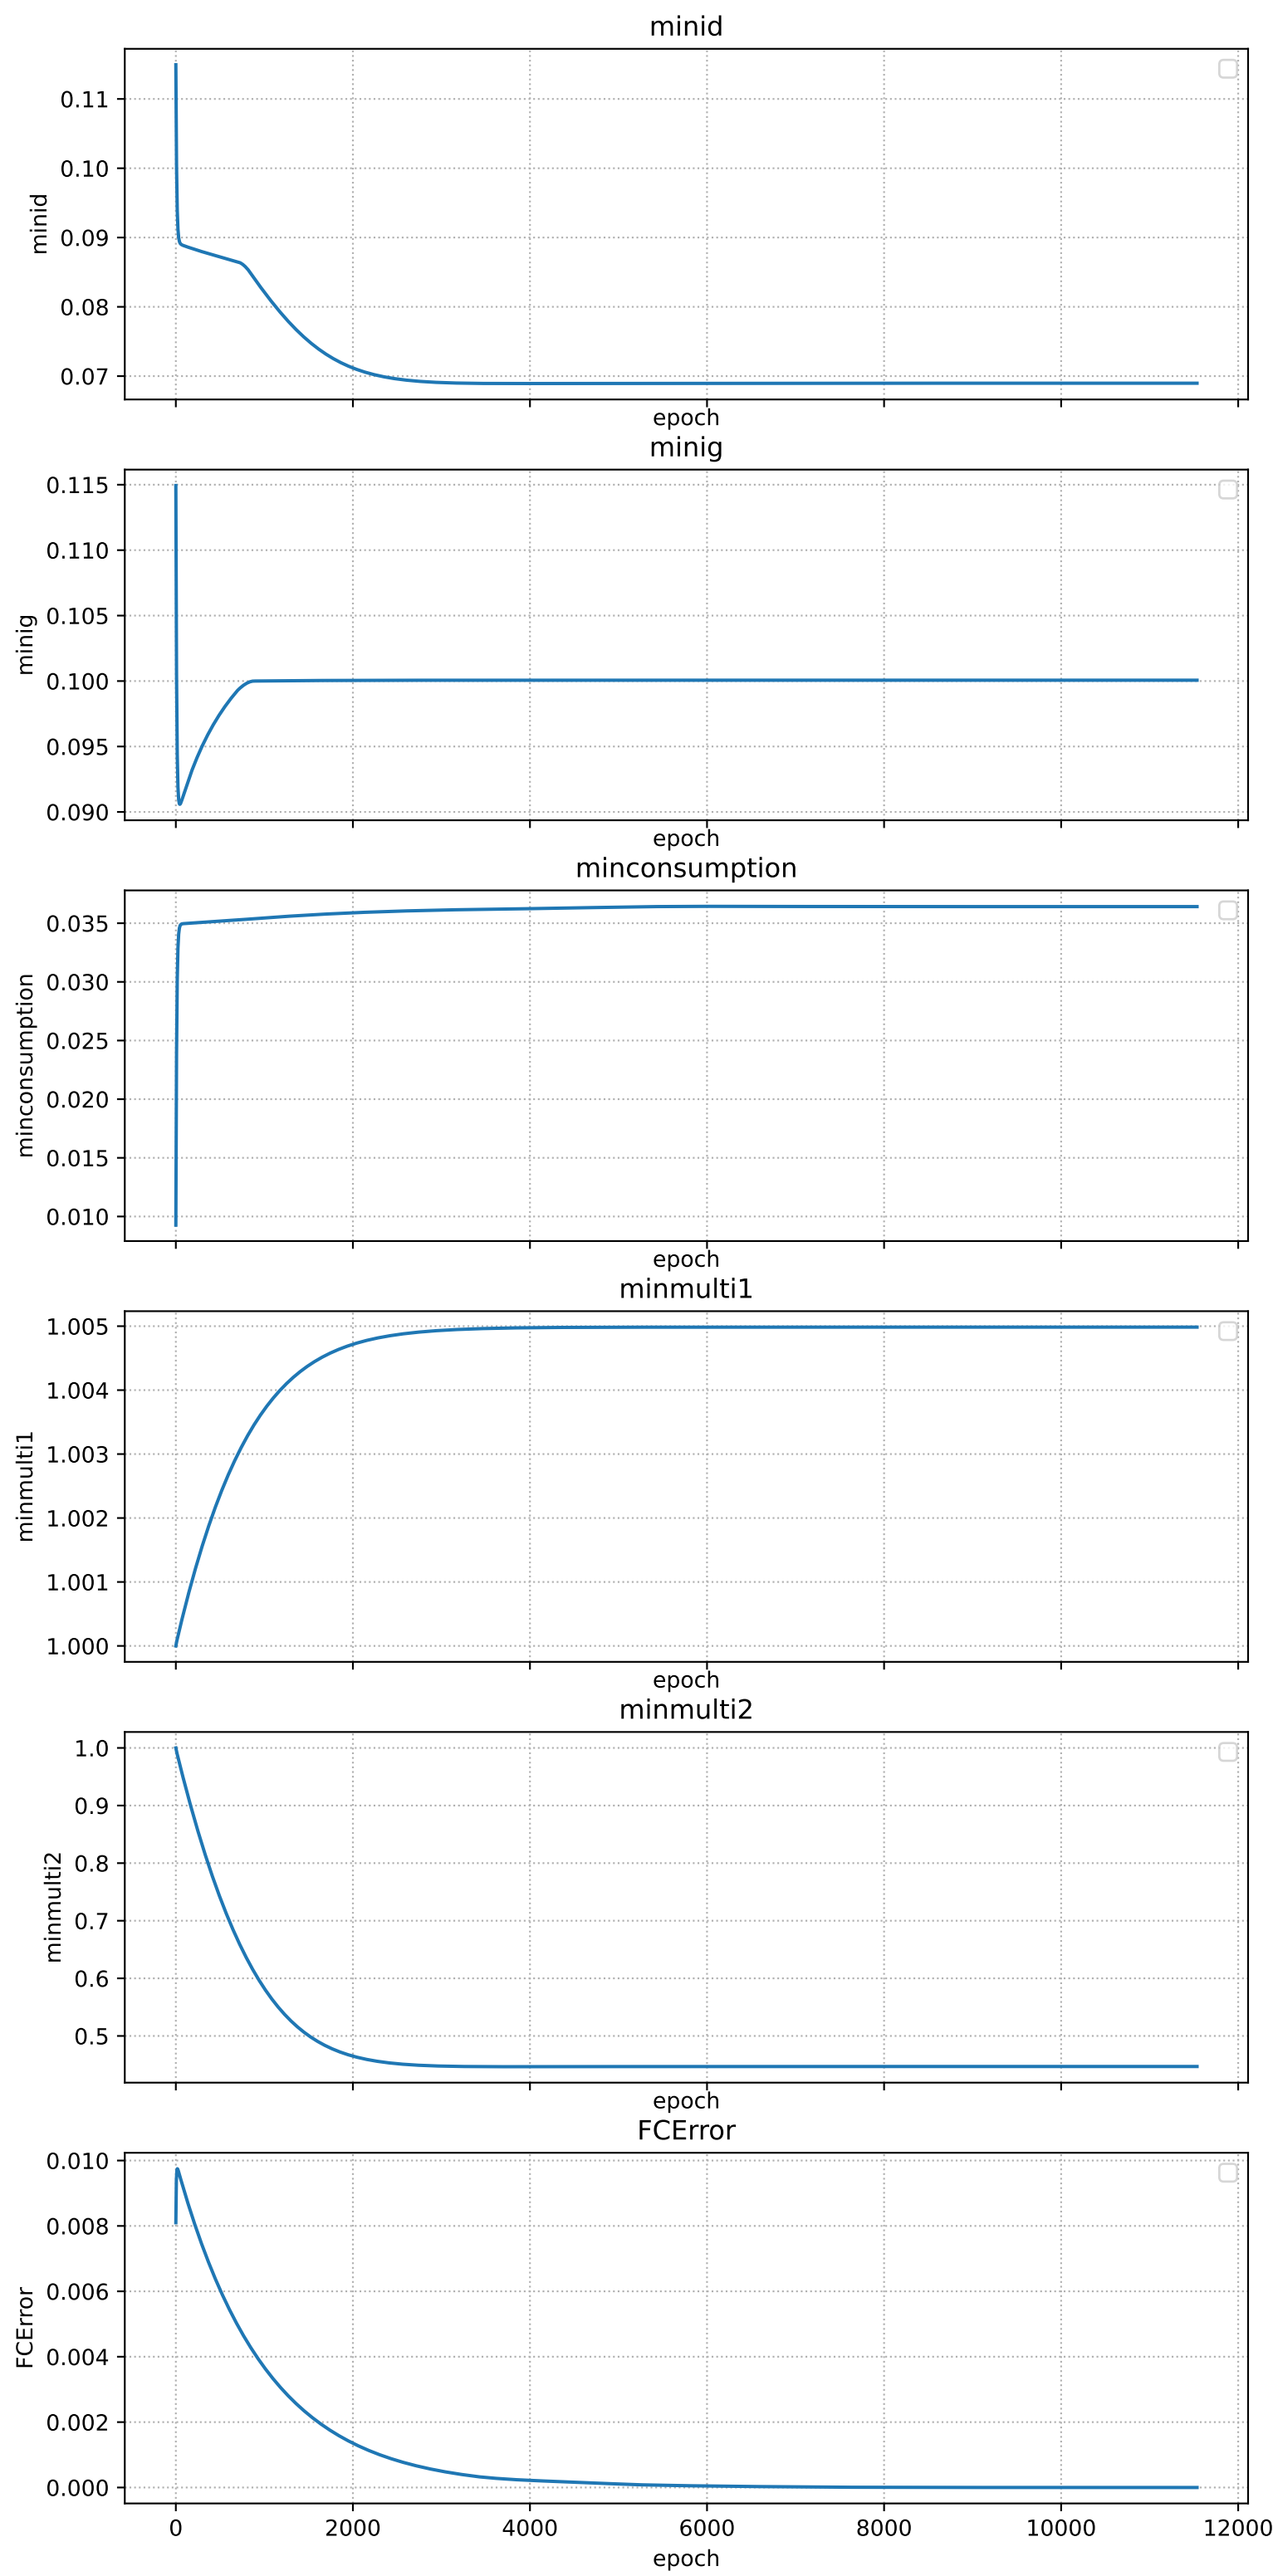 minid
0.11
0.10
0.09
0.08
0.07
minid
epoch
minig
0.115
0.110
0.105
0.100
0.095
0.090
minig
epoch
minconsumption
0.035
0.030
0.025
0.020
0.015
0.010
minconsumption
epoch
minmulti1
1.005
1.004
1.003
1.002
1.001
1.000
minmulti1
epoch
minmulti2
1.0
0.9
0.8
0.7
0.6
0.5
minmulti2
epoch
FCError
0.010
0.008
0.006
0.004
0.002
0.000
FCError
0 2000 4000 6000 8000 10000 12000
epoch